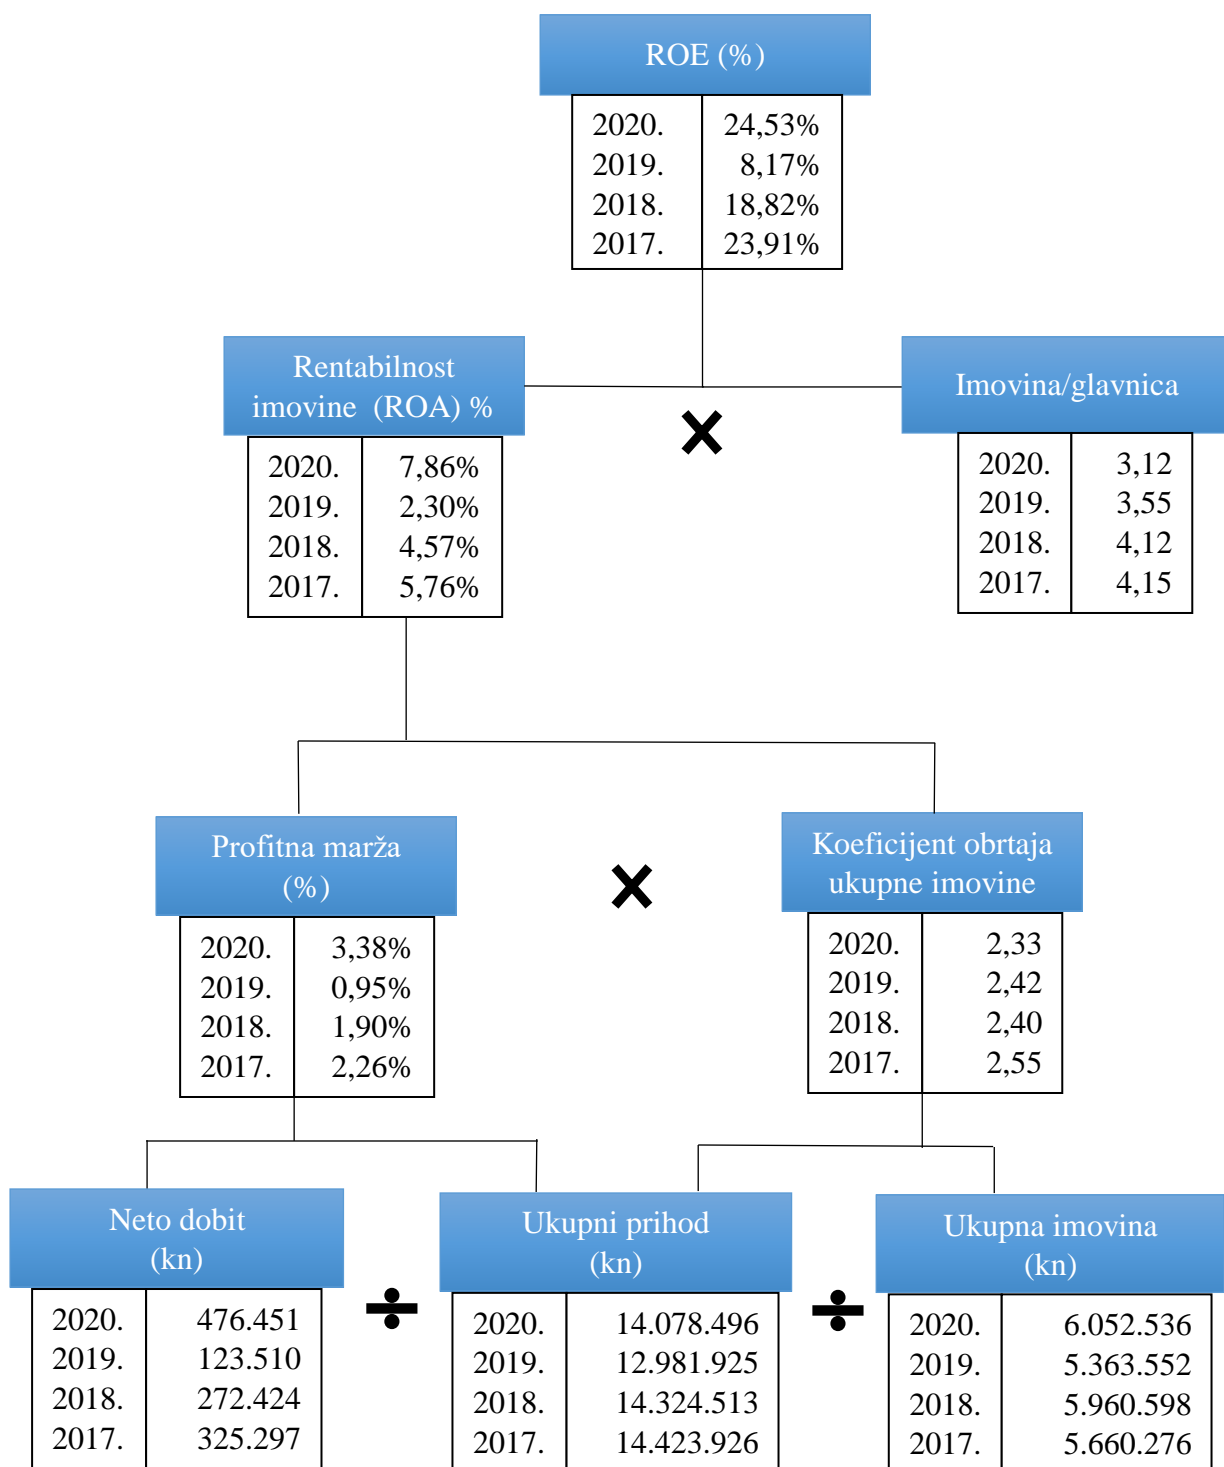 ROE (%)
2020. 24,53%
2019. 8,17%
2018. 18,82%
2017. 23,91%
Rentabilnost
imovine (ROA) %
2020. 7,86%
2019. 2,30%
2018. 4,57%
2017. 5,76%
Imovina/glavnica
2020. 3,12
2019. 3,55
2018. 4,12
2017. 4,15
Profitna marža
(%)
2020. 3,38%
2019. 0,95%
2018. 1,90%
2017. 2,26%
Koeficijent obrtaja
ukupne imovine
2020. 2,33
2019. 2,42
2018. 2,40
2017. 2,55
Neto dobit
(kn)
2020. 476.451
2019. 123.510
2018. 272.424
2017. 325.297
Ukupni prihod
(kn)
2020. 14.078.496
2019. 12.981.925
2018. 14.324.513
2017. 14.423.926
Ukupna imovina
(kn)
2020. 6.052.536
2019. 5.363.552
2018. 5.960.598
2017. 5.660.276